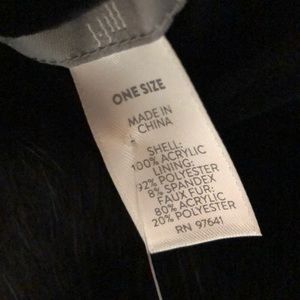 ONE SIZE
MADE IN
CHINA
SHELL:
100% ACRYLIC
LINING:
92% POLYESTER
8% SPANDEX
FAUX FUR:
80% ACRYLIC
20% POLYESTER
RN 97641